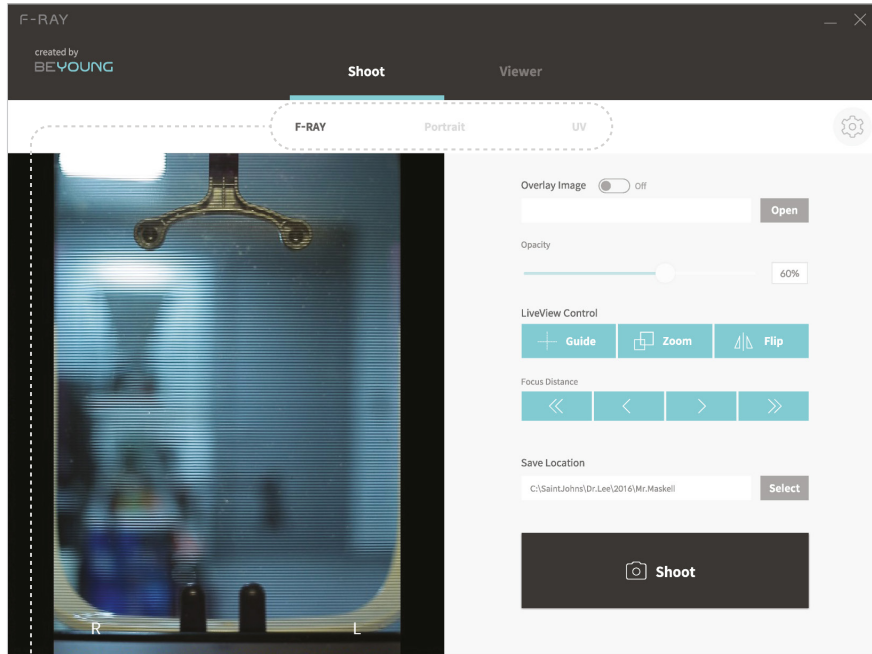 F-RAY
created by
BEYOUNG
Shoot
Viewer
F-RAY
Portrait
UV
Overlay Image
Off
Open
Opacity
60%
LiveView Control
Guide
Zoom
Flip
Focus Distance
Save Location
C:\SaintJohns\Dr.Lee\2016\Mr.Maskell
Select
Shoot
R
L